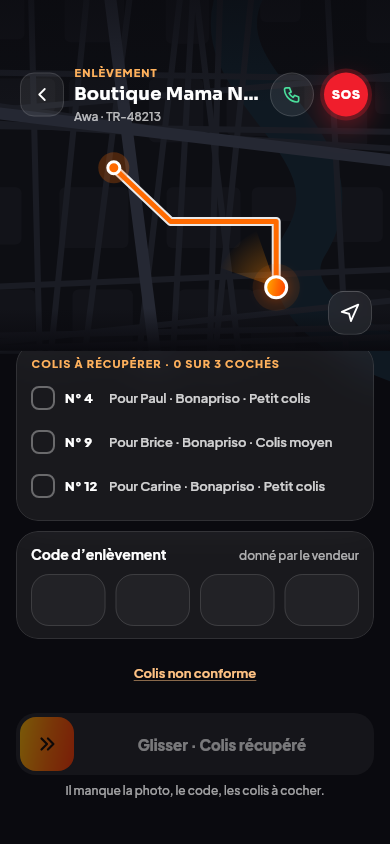 ENLÈVEMENT
Boutique Mama N...
Awa · TR-48213
SOS
COLIS À RÉCUPÉRER · 0 SUR 3 COCHÉS
N° 4 Pour Paul · Bonapriso · Petit colis
N° 9 Pour Brice · Bonapriso · Colis moyen
N° 12 Pour Carine · Bonapriso · Petit colis
Code d’enlèvement donné par le vendeur
Colis non conforme
Glisser · Colis récupéré
Il manque la photo, le code, les colis à cocher.